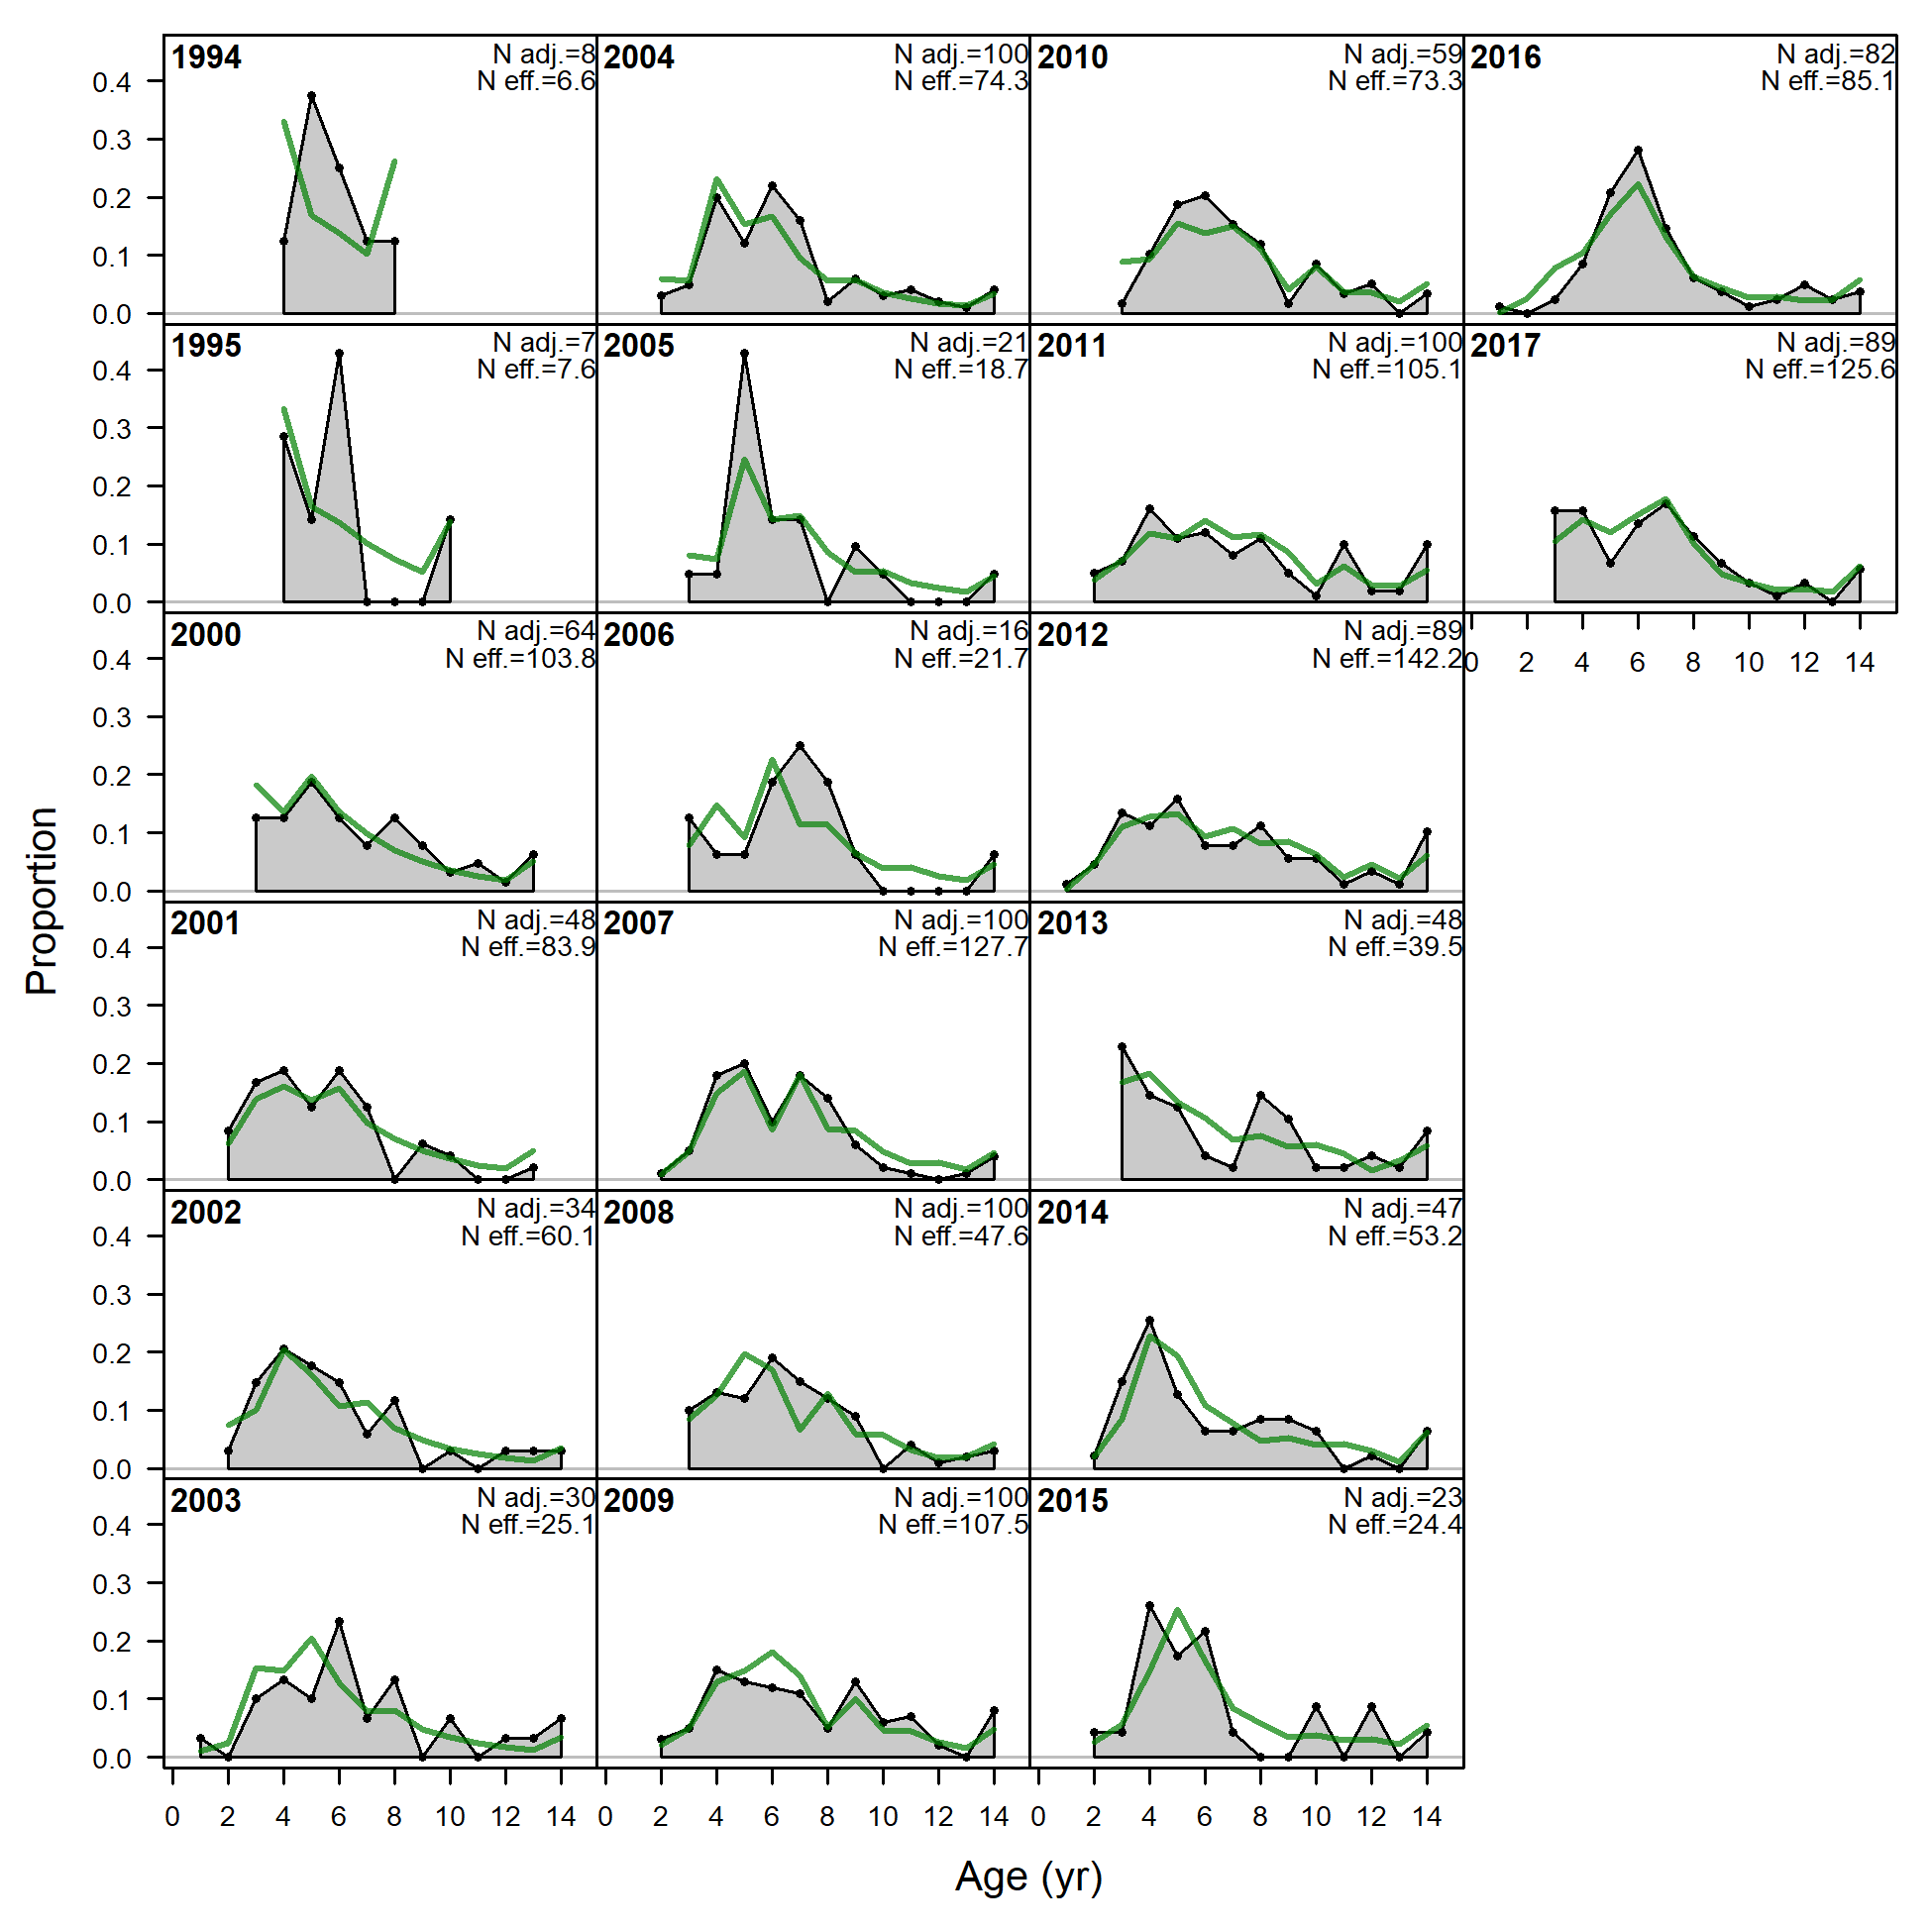 Proportion
1994
N adj.=8
N eff.=6.6
0.0
0.1
0.2
0.3
0.4
1995
N adj.=7
N eff.=7.6
0.0
0.1
0.2
0.3
0.4
2000
N adj.=64
N eff.=103.8
0.0
0.1
0.2
0.3
0.4
2001
N adj.=48
N eff.=83.9
0.0
0.1
0.2
0.3
0.4
2002
N adj.=34
N eff.=60.1
0.0
0.1
0.2
0.3
0.4
2003
N adj.=30
N eff.=25.1
0.0
0.1
0.2
0.3
0.4
0 2 4 6 8 10 12 14
2004
N adj.=100
N eff.=74.3
2005
N adj.=21
N eff.=18.7
2006
N adj.=16
N eff.=21.7
2007
N adj.=100
N eff.=127.7
2008
N adj.=100
N eff.=47.6
2009
N adj.=100
N eff.=107.5
0 2 4 6 8 10 12 14
2010
N adj.=59
N eff.=73.3
2011
N adj.=100
N eff.=105.1
2012
N adj.=89
N eff.=142.2
2013
N adj.=48
N eff.=39.5
2014
N adj.=47
N eff.=53.2
2015
N adj.=23
N eff.=24.4
0 2 4 6 8 10 12 14
2016
N adj.=82
N eff.=85.1
2017
N adj.=89
N eff.=125.6
0 2 4 6 8 10 12 14
Age (yr)